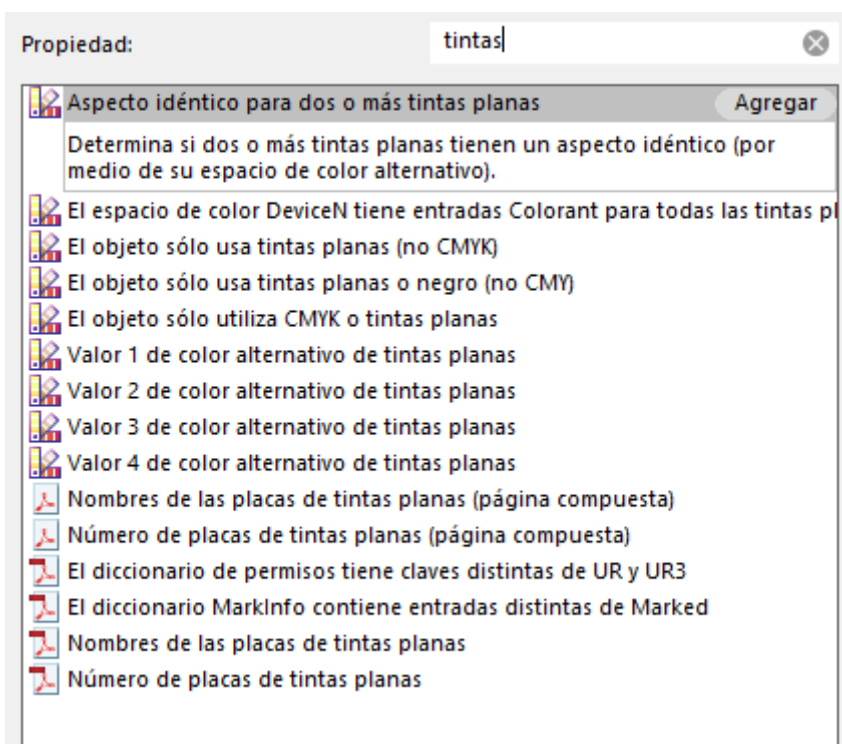 Propiedad:
tintas
Aspecto idéntico para dos o más tintas planas
Agregar
Determina si dos o más tintas planas tienen un aspecto idéntico (por
medio de su espacio de color alternativo).
El espacio de color DeviceN tiene entradas Colorant para todas las tintas pl
El objeto sólo usa tintas planas (no CMYK)
El objeto sólo usa tintas planas o negro (no CMY)
El objeto sólo utiliza CMYK o tintas planas
Valor 1 de color alternativo de tintas planas
Valor 2 de color alternativo de tintas planas
Valor 3 de color alternativo de tintas planas
Valor 4 de color alternativo de tintas planas
Nombres de las placas de tintas planas (página compuesta)
Número de placas de tintas planas (página compuesta)
El diccionario de permisos tiene claves distintas de UR y UR3
El diccionario MarkInfo contiene entradas distintas de Marked
Nombres de las placas de tintas planas
Número de placas de tintas planas